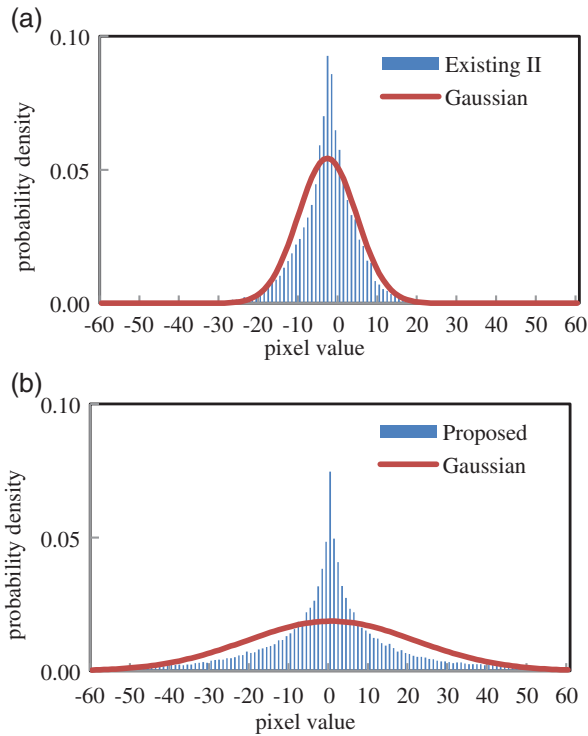 (a)
0.10
Existing II
Gaussian
0.05
probability density
0.00
-60 -50 -40 -30 -20 -10 0 10 20 30 40 50 60
pixel value
(b)
0.10
Proposed
Gaussian
0.05
probability density
0.00
-60 -50 -40 -30 -20 -10 0 10 20 30 40 50 60
pixel value